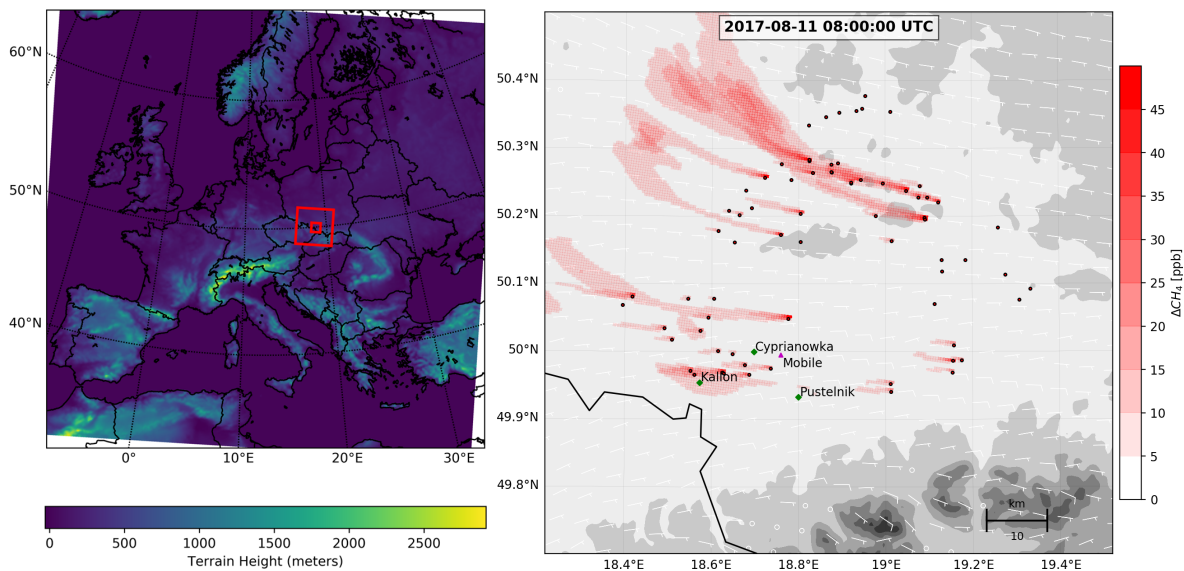 60°N
50°N
40°N
0°
10°E
20°E
30°E
0
500
1000
1500
2000
2500
Terrain Height (meters)
2017-08-11 08:00:00 UTC
50.4°N
50.3°N
50.2°N
50.1°N
50°N
49.9°N
49.8°N
Cyprianowka
Mobile
Kalion
Pustelnik
km
10
18.4°E
18.6°E
18.8°E
19°E
19.2°E
19.4°E
45
40
35
30
25
20
15
10
5
0
ΔCH₄ [ppb]